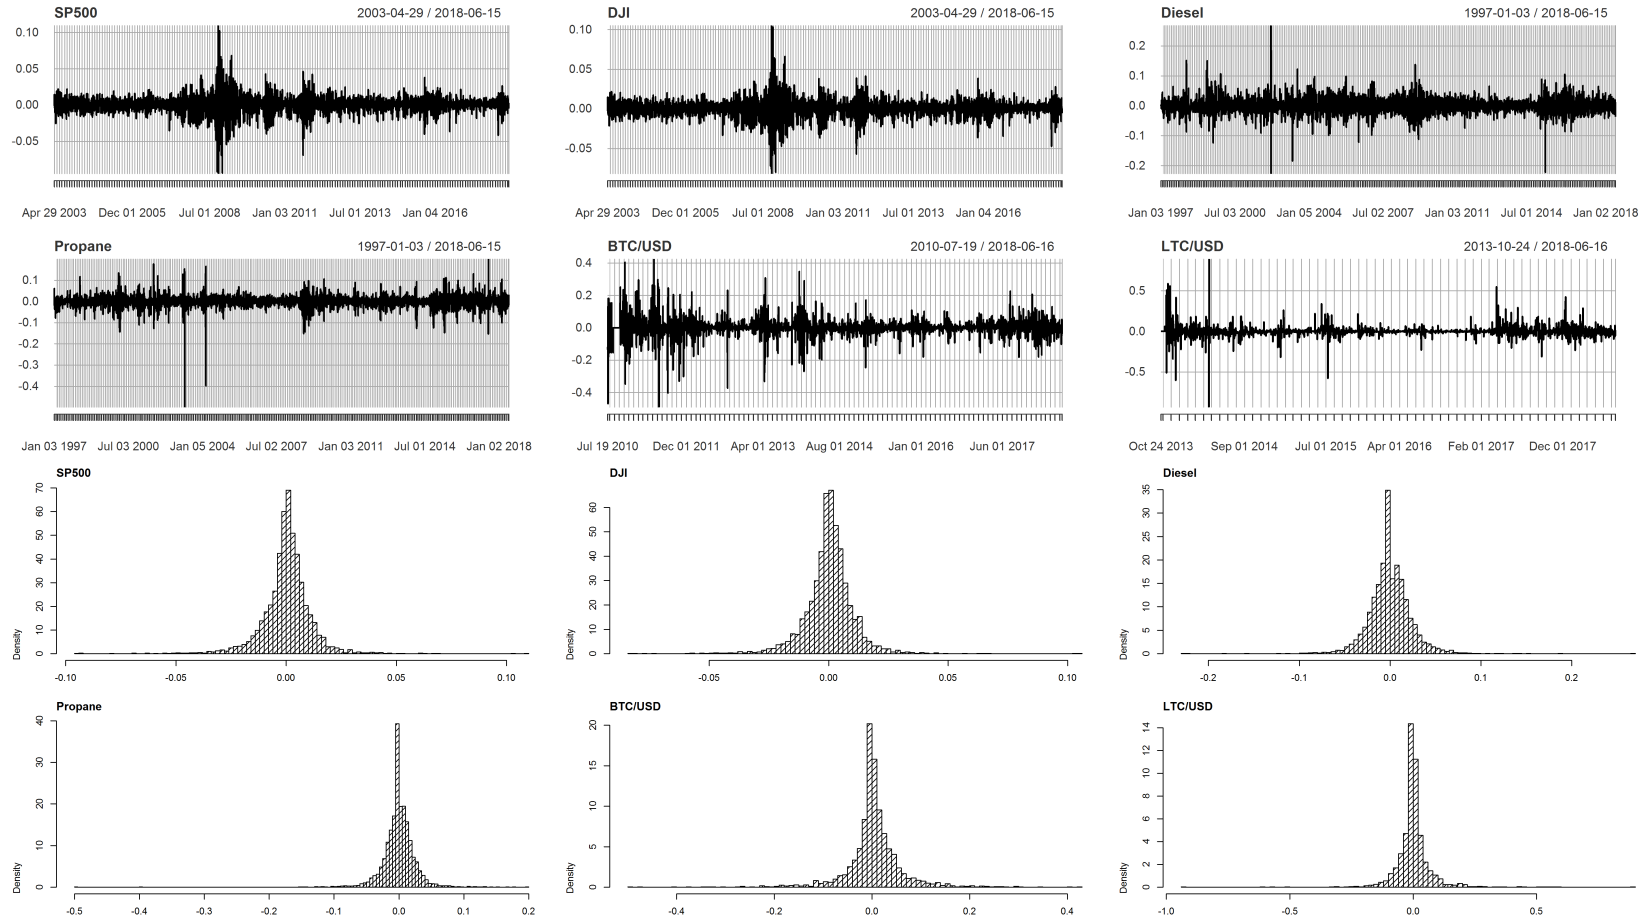 SP500 2003-04-29 / 2018-06-15
0.10
0.05
0.00
-0.05
Apr 29 2003 Dec 01 2005 Jul 01 2008 Jan 03 2011 Jul 01 2013 Jan 04 2016
DJI 2003-04-29 / 2018-06-15
0.10
0.05
0.00
-0.05
Apr 29 2003 Dec 01 2005 Jul 01 2008 Jan 03 2011 Jul 01 2013 Jan 04 2016
Diesel 1997-01-03 / 2018-06-15
0.2
0.1
0.0
-0.1
-0.2
Jan 03 1997 Jul 03 2000 Jan 05 2004 Jul 02 2007 Jan 03 2011 Jul 01 2014 Jan 02 2018
Propane 1997-01-03 / 2018-06-15
0.1
0.0
-0.1
-0.2
-0.3
-0.4
Jan 03 1997 Jul 03 2000 Jan 05 2004 Jul 02 2007 Jan 03 2011 Jul 01 2014 Jan 02 2018
BTC/USD 2010-07-19 / 2018-06-16
0.4
0.2
0.0
-0.2
-0.4
Jul 19 2010 Dec 01 2011 Apr 01 2013 Aug 01 2014 Jun 01 2017
LTC/USD 2013-10-24 / 2018-06-16
0.5
0.0
-0.5
Oct 24 2013 Sep 01 2014 Jul 01 2015 Apr 01 2016 Feb 01 2017 Dec 01 2017
SP500
70
60
50
40
30
20
10
0
Density
-0.10 -0.05 0.00 0.05 0.10
DJI
60
50
40
30
20
10
0
Density
-0.05 0.00 0.05 0.10
Diesel
35
30
25
20
15
10
5
0
Density
-0.2 -0.1 0.0 0.1 0.2
Propane
40
30
20
10
0
Density
-0.5 -0.4 -0.3 -0.2 -0.1 0.0 0.1 0.2
BTC/USD
20
15
10
5
0
Density
-0.4 -0.2 0.0 0.2 0.4
LTC/USD
14
12
10
8
6
4
2
0
Density
-1.0 -0.5 0.0 0.5